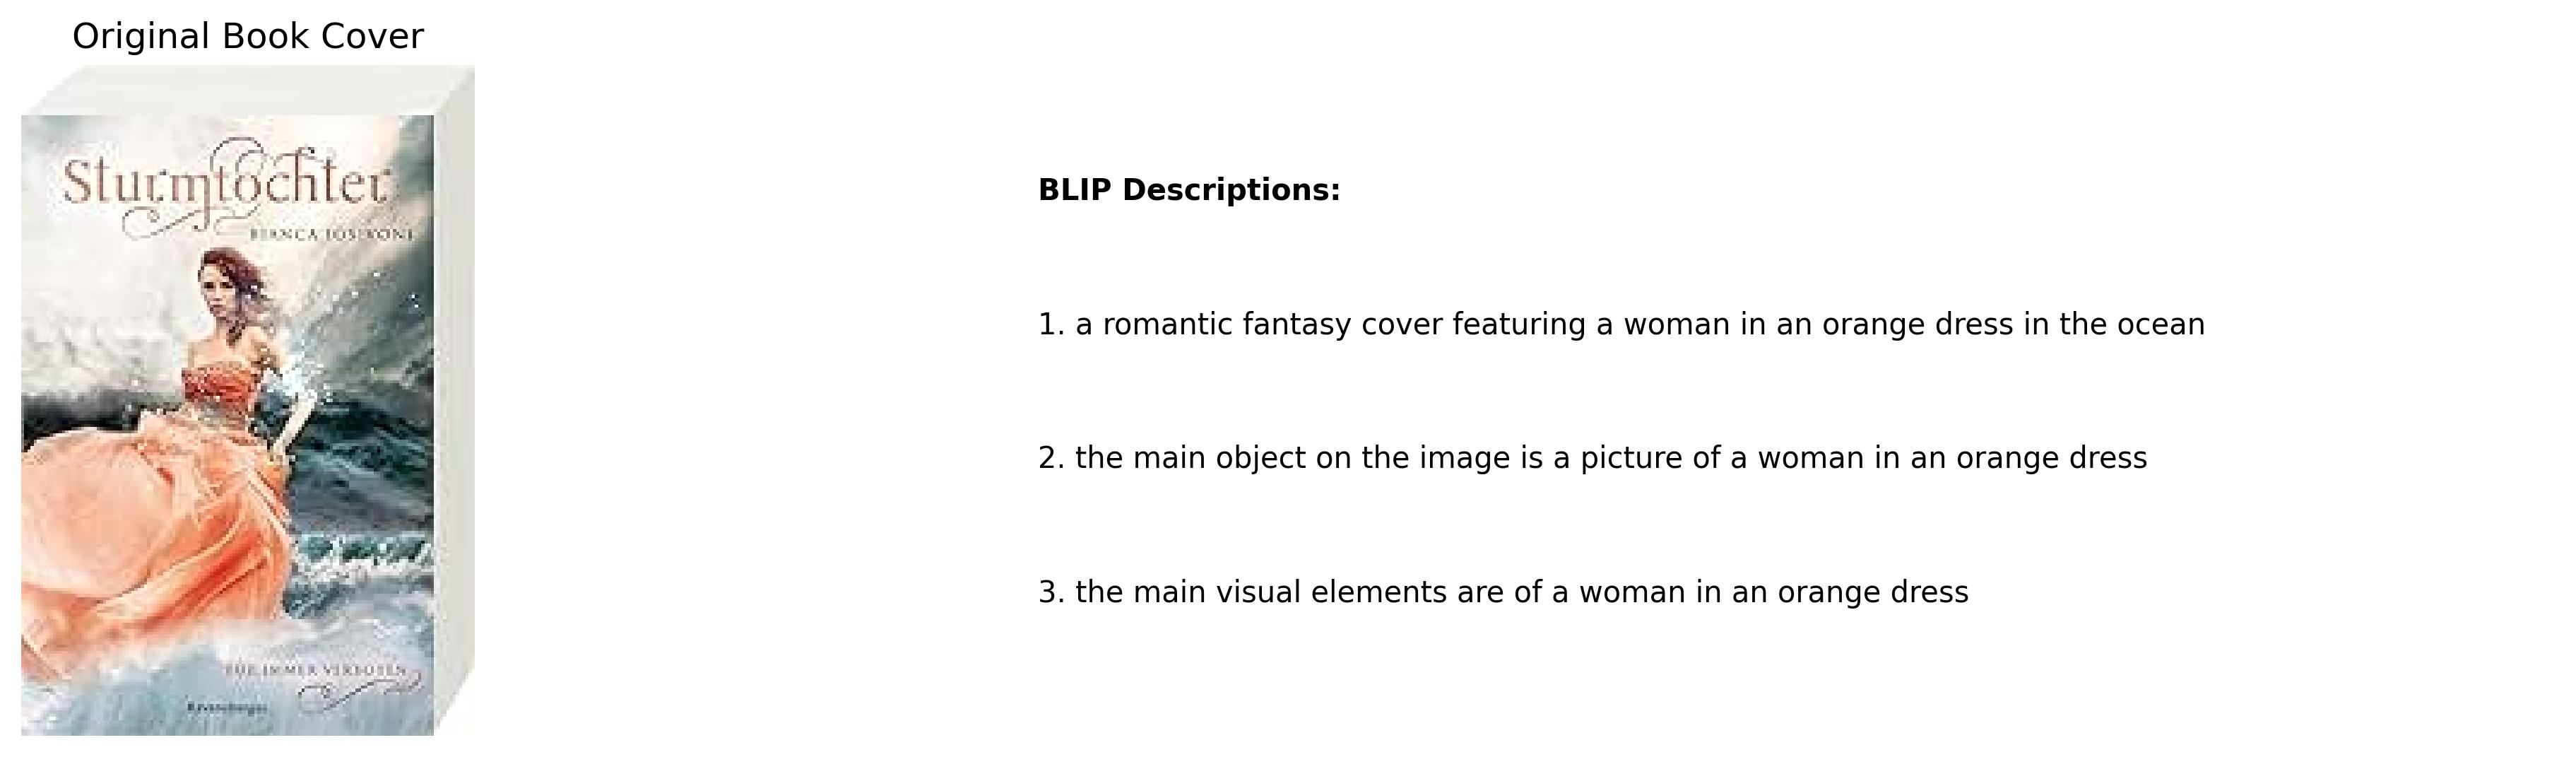 Original Book Cover
Sturmtochter
BIANCA IOSIVONI
FÜR IMMER VERBOTEN
Ravensburger
BLIP Descriptions:
1. a romantic fantasy cover featuring a woman in an orange dress in the ocean
2. the main object on the image is a picture of a woman in an orange dress
3. the main visual elements are of a woman in an orange dress